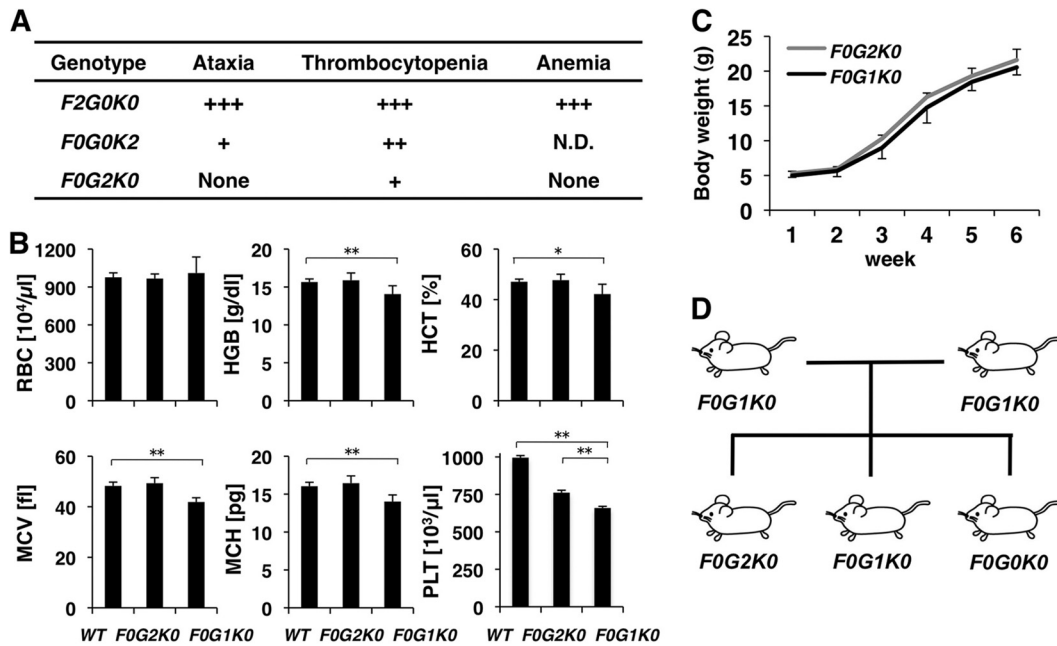 A
Genotype Ataxia Thrombocytopenia Anemia
F2G0K0 +++ +++ +++
F0G0K2 + ++ N.D.
F0G2K0 None + None
B
RBC [10⁴/µl]
1200
900
600
300
0
HGB [g/dl]
20
15
10
5
0
**
HCT [%]
60
40
20
0
*
MCV [fl]
60
40
20
0
**
MCH [pg]
20
15
10
5
0
**
PLT [10³/µl]
1000
750
500
250
0
**
**
WT F0G2K0 F0G1K0
WT F0G2K0 F0G1K0
WT F0G2K0 F0G1K0
C
Body weight (g)
25
20
15
10
5
0
F0G2K0
F0G1K0
1 2 3 4 5 6
week
D
F0G1K0 F0G1K0
F0G2K0 F0G1K0 F0G0K0